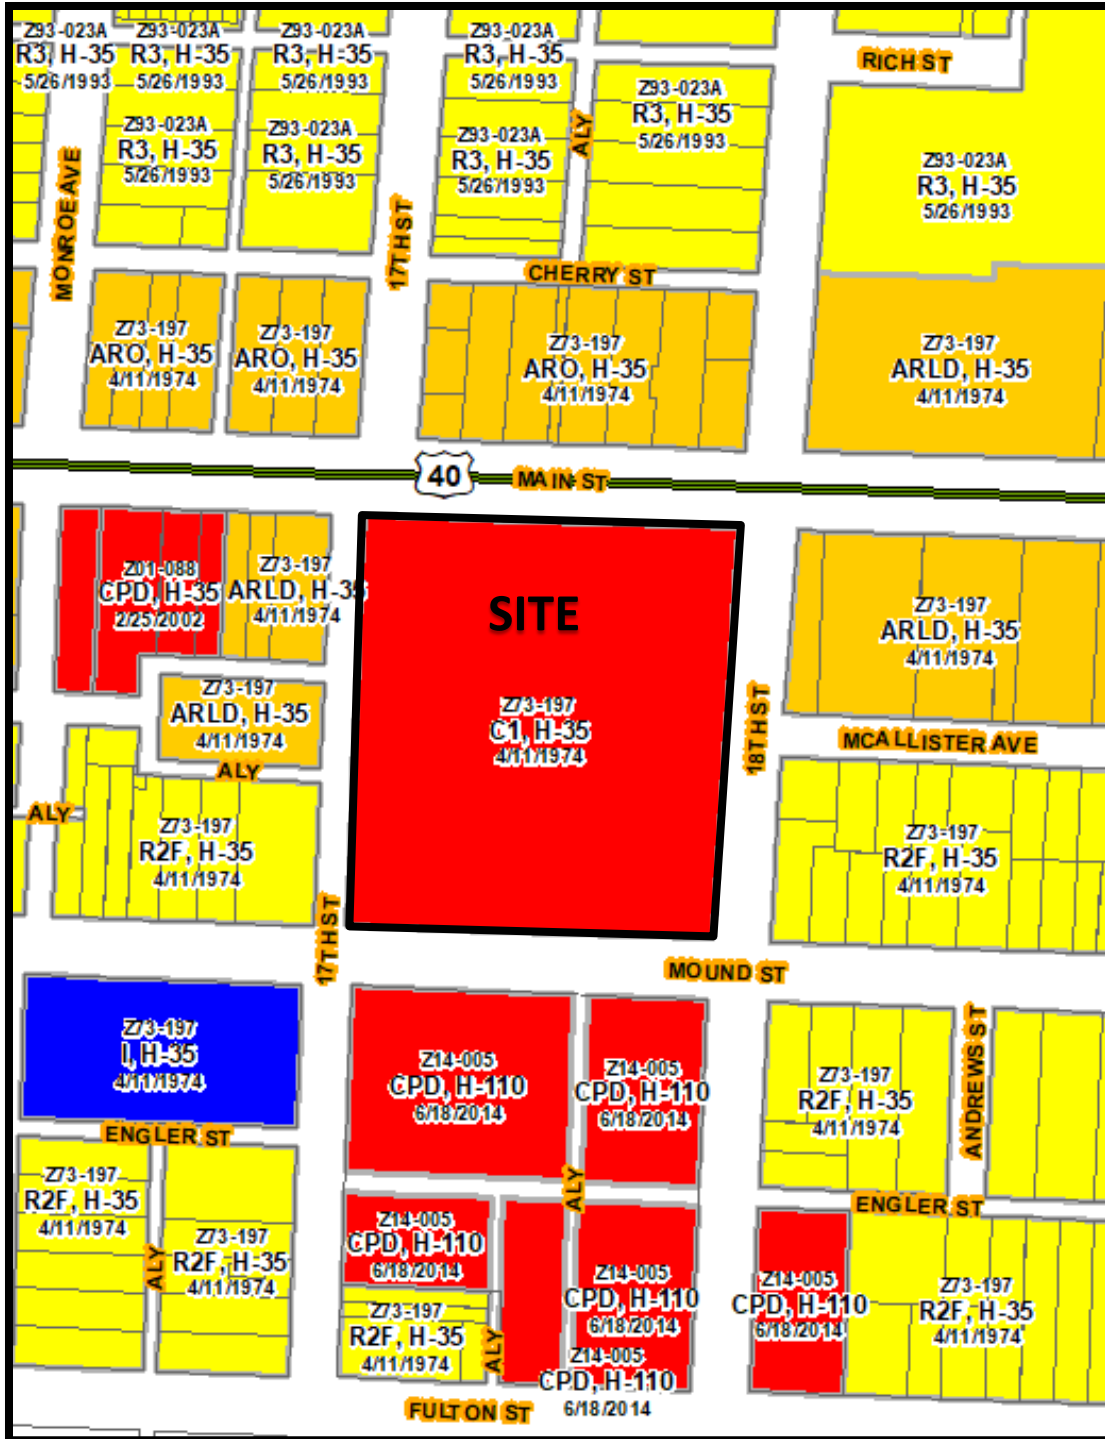 Z93-023A
R3, H-35
5/26/1993
Z93-023A
R3, H-35
5/26/1993
Z93-023A
R3, H-35
5/26/1993
Z93-023A
R3, H-35
5/26/1993
RICH ST
Z93-023A
R3, H-35
5/26/1993
Z93-023A
R3, H-35
5/26/1993
Z93-023A
R3, H-35
5/26/1993
Z93-023A
R3, H-35
5/26/1993
ALY
Z93-023A
R3, H-35
5/26/1993
MONROE AVE
17TH ST
CHERRY ST
Z73-197
ARO, H-35
4/11/1974
Z73-197
ARO, H-35
4/11/1974
Z73-197
ARO, H-35
4/11/1974
Z73-197
ARLD, H-35
4/11/1974
40
MAIN ST
Z01-088
CPD, H-35
2/25/2002
Z73-197
ARLD, H-35
4/11/1974
SITE
Z73-197
ARLD, H-35
4/11/1974
Z73-197
ARLD, H-35
4/11/1974
Z73-197
C1, H-35
4/11/1974
18TH ST
MCALLISTER AVE
ALY
ALY
Z73-197
R2F, H-35
4/11/1974
Z73-197
R2F, H-35
4/11/1974
17TH ST
MOUND ST
Z73-197
I, H-35
4/11/1974
Z14-005
CPD, H-110
6/18/2014
Z14-005
CPD, H-110
6/18/2014
Z73-197
R2F, H-35
4/11/1974
ANDREWS ST
ENGLER ST
Z73-197
R2F, H-35
4/11/1974
ALY
Z73-197
R2F, H-35
4/11/1974
ALY
ENGLER ST
Z14-005
CPD, H-110
6/18/2014
Z14-005
CPD, H-110
6/18/2014
Z14-005
CPD, H-110
6/18/2014
Z73-197
R2F, H-35
4/11/1974
Z73-197
R2F, H-35
4/11/1974
ALY
Z14-005
CPD, H-110
6/18/2014
FULTON ST